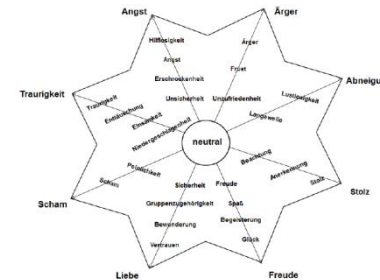 Angst
Ärger
Hilflosigkeit
Ärger
Angst
Frust
Erschrockenheit
Unsicherheit
Unzufriedenheit
Abneigu
Lustlosigkeit
Langeweile
Traurigkeit
Traurigkeit
Enttäuschung
Einsamkeit
Niedergeschlagenheit
neutral
Beachtung
Anerkennung
Stolz
Stolz
Peinlichkeit
Scham
Scham
Sicherheit
Freude
Gruppenzugehörigkeit
Spaß
Bewunderung
Begeisterung
Vertrauen
Glück
Liebe
Freude